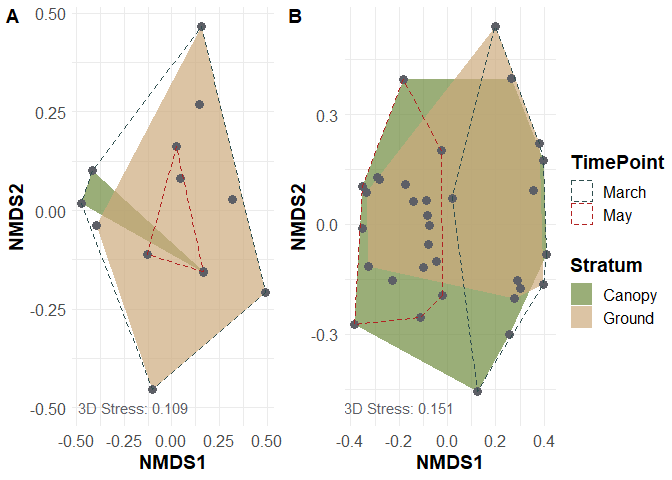 A
B
0.50
0.25
0.00
-0.25
-0.50
NMDS2
3D Stress: 0.109
-0.50 -0.25 0.00 0.25 0.50
NMDS1
0.3
0.0
-0.3
NMDS2
3D Stress: 0.151
-0.4 -0.2 0.0 0.2 0.4
NMDS1
TimePoint
March
May
Stratum
Canopy
Ground